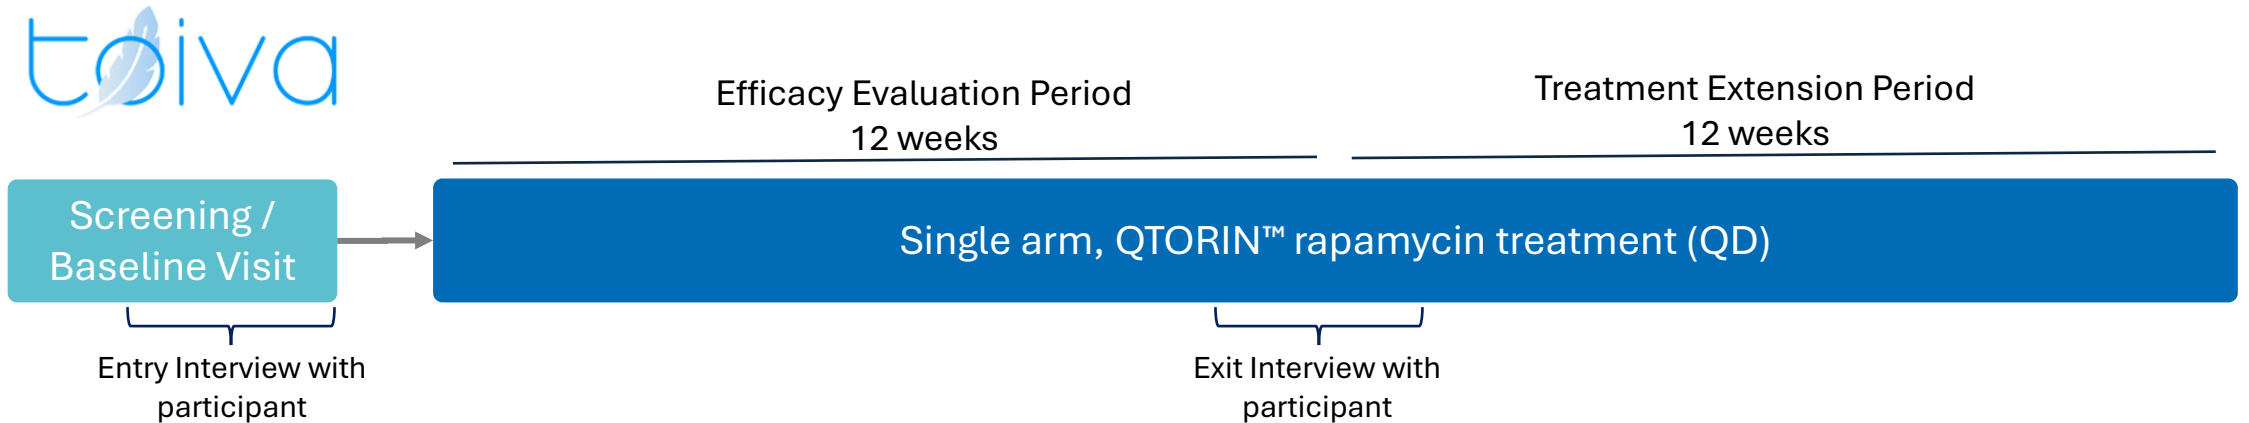 toiva
Efficacy Evaluation Period
12 weeks
Treatment Extension Period
12 weeks
Screening /
Baseline Visit
Single arm, QTORIN™ rapamycin treatment (QD)
Entry Interview with
participant
Exit Interview with
participant